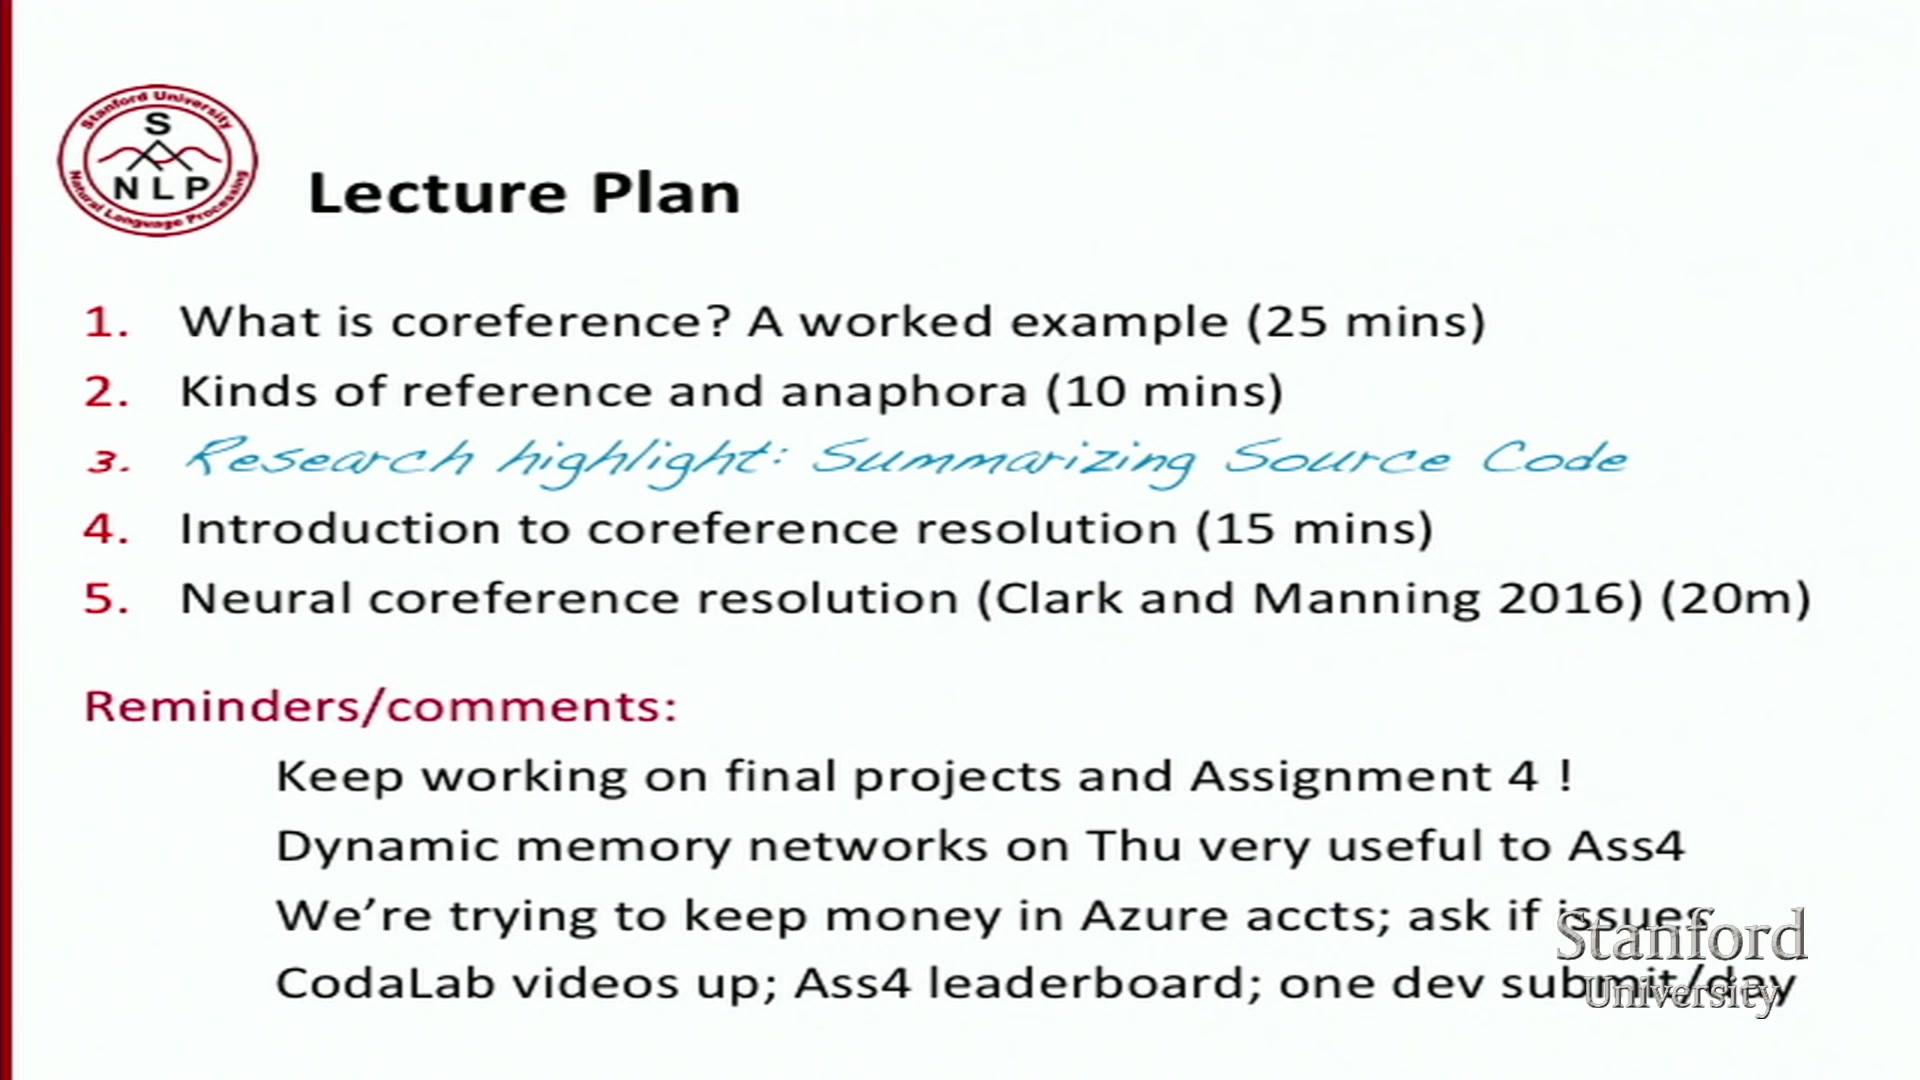 Stanford University
S
NLP
Natural Language Processing
Lecture Plan
1. What is coreference? A worked example (25 mins)
2. Kinds of reference and anaphora (10 mins)
3. Research highlight: Summarizing Source Code
4. Introduction to coreference resolution (15 mins)
5. Neural coreference resolution (Clark and Manning 2016) (20m)
Reminders/comments:
Keep working on final projects and Assignment 4 !
Dynamic memory networks on Thu very useful to Ass4
We’re trying to keep money in Azure accts; ask if issues
CodaLab videos up; Ass4 leaderboard; one dev submit/day
Stanford
University